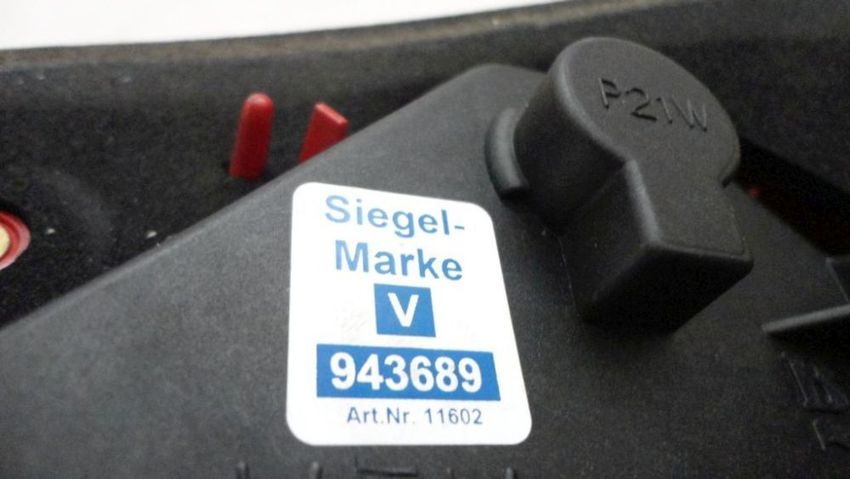 P21W
Siegel-
Marke
V
943689
Art.Nr. 11602